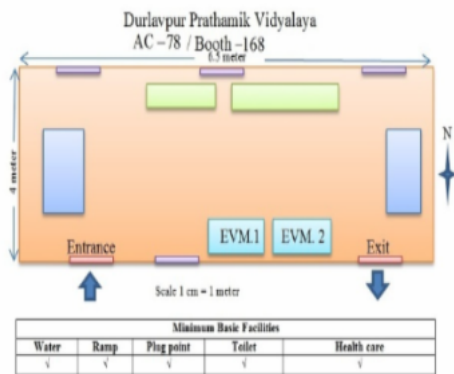 Durlavpur Prathamik Vidyalaya
AC –78 / Booth –168
6.5 meter
4 meter
N
EVM.1 EVM. 2
Entrance Exit
Scale 1 cm = 1 meter
Minimum Basic Facilities
Water Ramp Plug point Toilet Health care
√ √ √ √ √